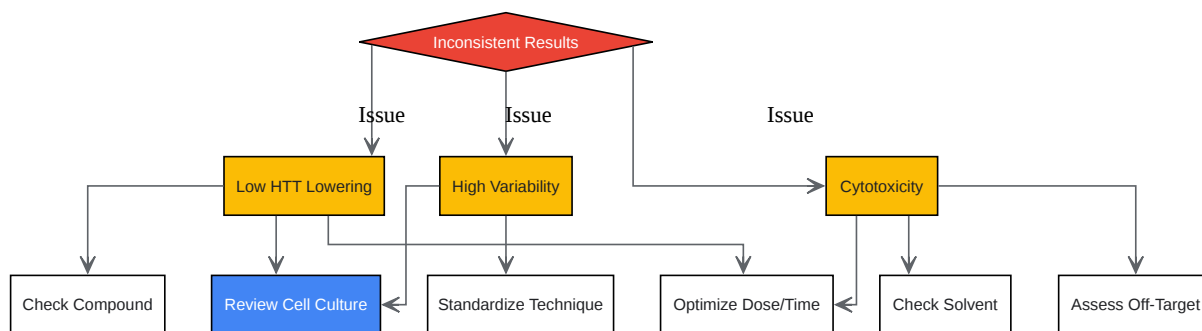 Inconsistent Results
Issue Issue Issue
Low HTT Lowering High Variability Cytotoxicity
Check Compound Review Cell Culture Standardize Technique Optimize Dose/Time Check Solvent Assess Off-Target